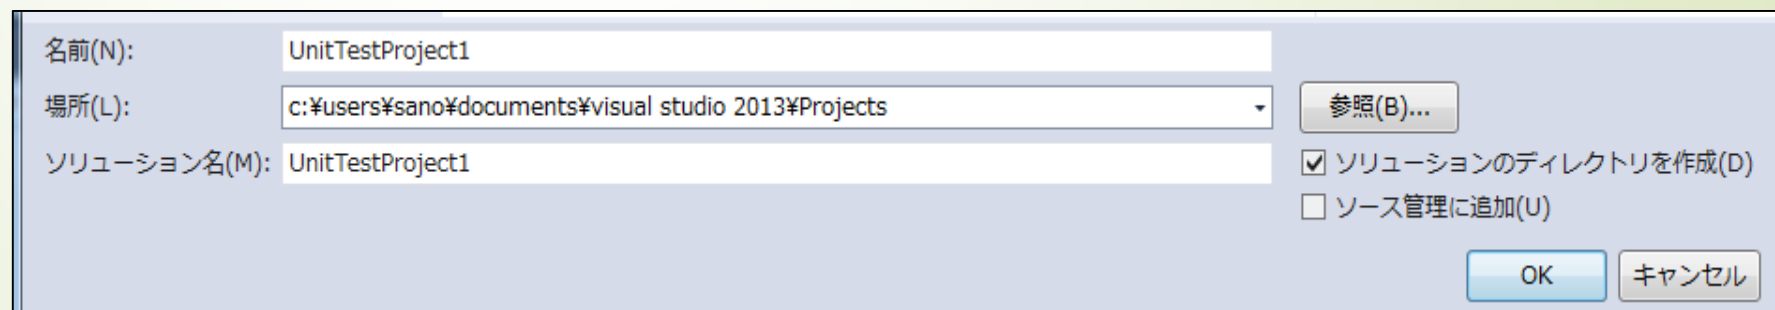 名前(N): UnitTestProject1
場所(L): c:¥users¥sano¥documents¥visual studio 2013¥Projects 参照(B)...
ソリューション名(M): UnitTestProject1 ソリューションのディレクトリを作成(D)
ソース管理に追加(U)
OK キャンセル